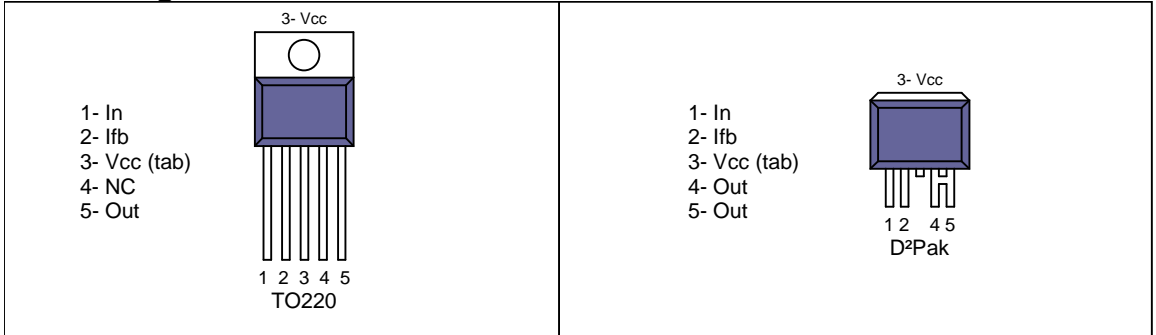 3- Vcc
1- In
2- Ifb
3- Vcc (tab)
4- NC
5- Out
1 2 3 4 5
TO220
3- Vcc
1- In
2- Ifb
3- Vcc (tab)
4- Out
5- Out
1 2 4 5
D²Pak